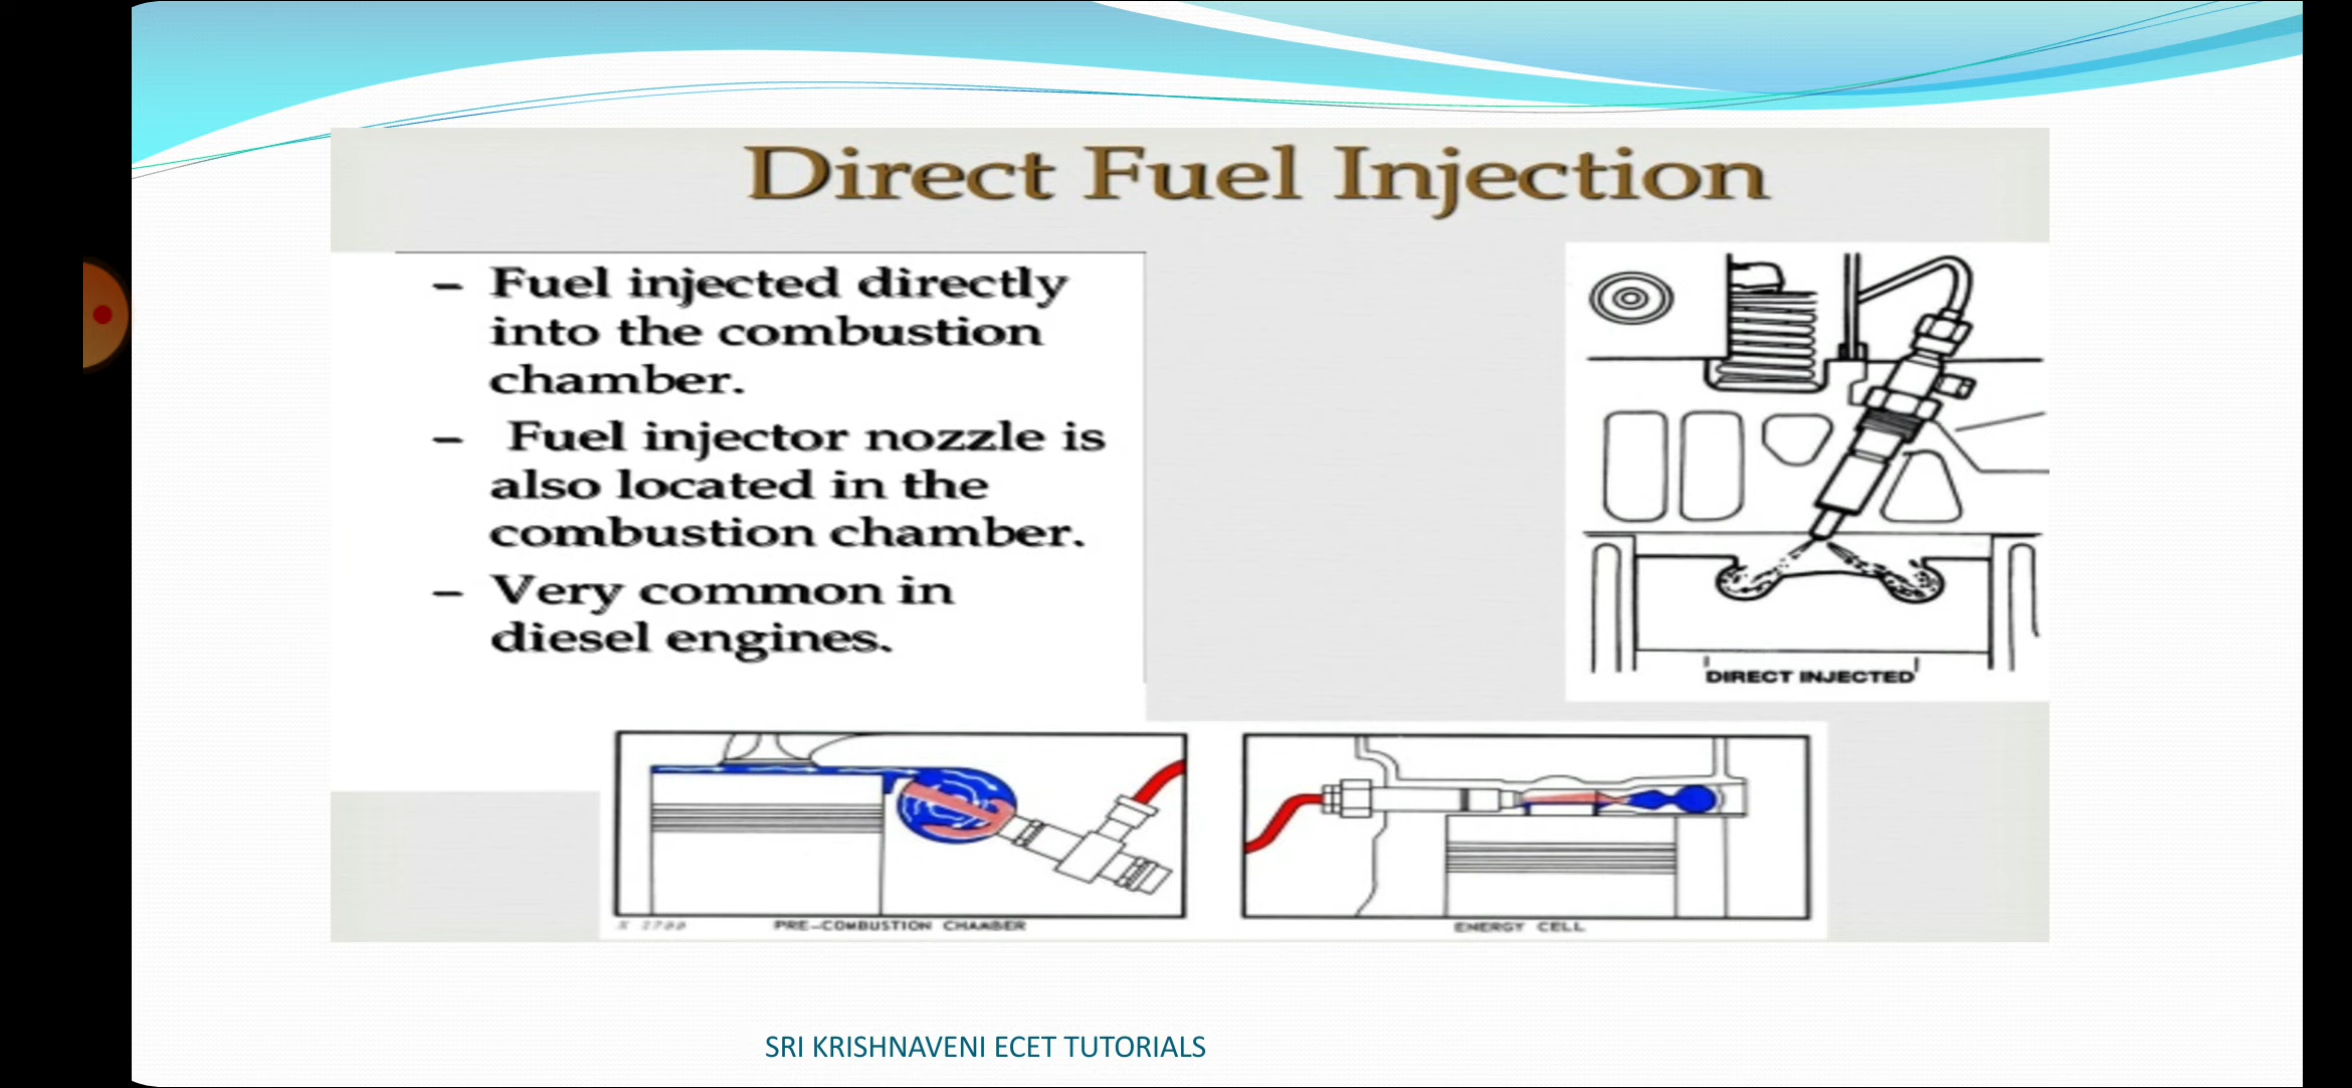 Direct Fuel Injection
– Fuel injected directly
into the combustion
chamber.
– Fuel injector nozzle is
also located in the
combustion chamber.
– Very common in
diesel engines.
DIRECT INJECTED
PRE-COMBUSTION CHAMBER
ENERGY CELL
SRI KRISHNAVENI ECET TUTORIALS